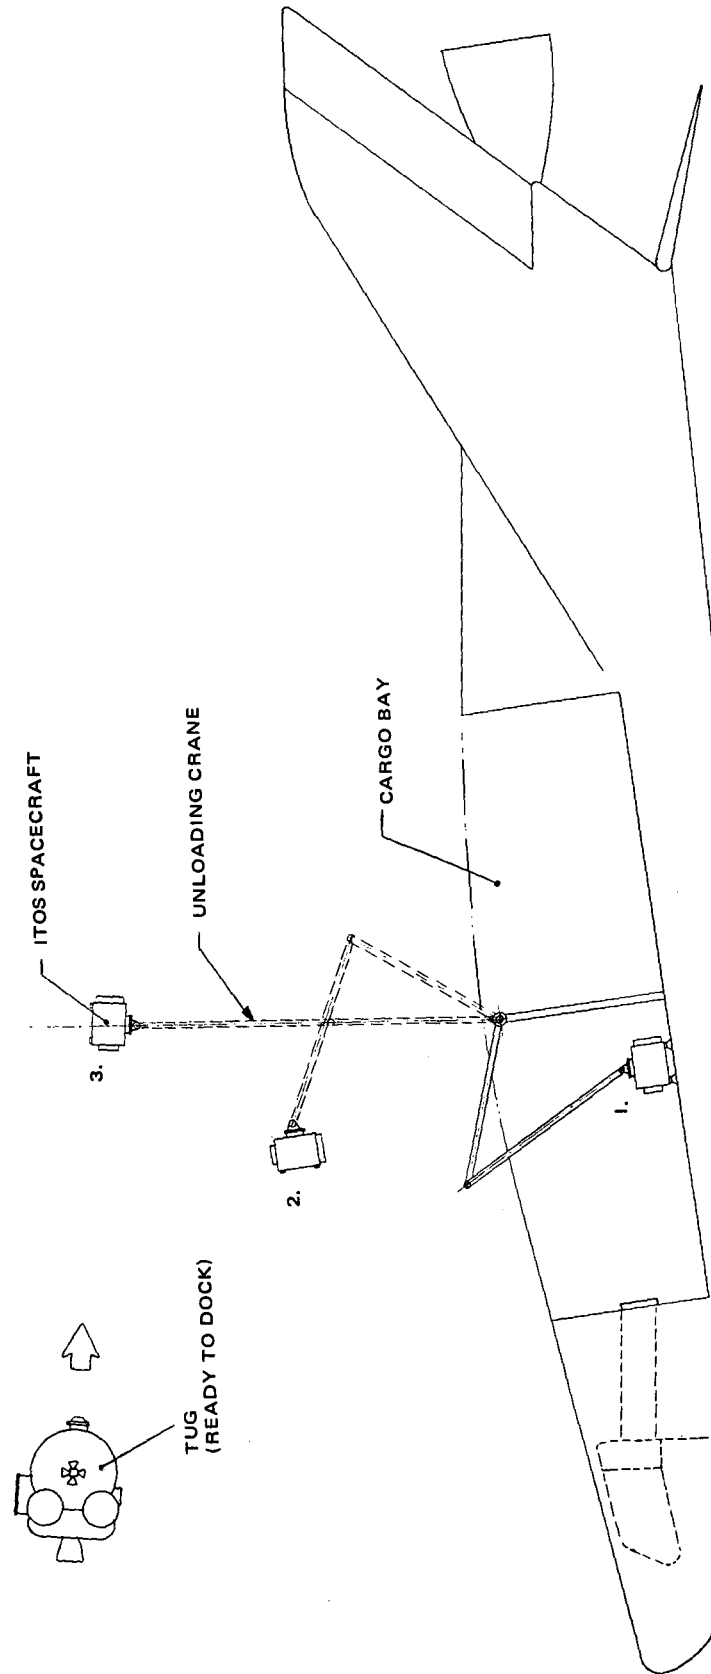 ITOS SPACECRAFT
3.
UNLOADING CRANE
2.
CARGO BAY
1.
TUG
(READY TO DOCK)